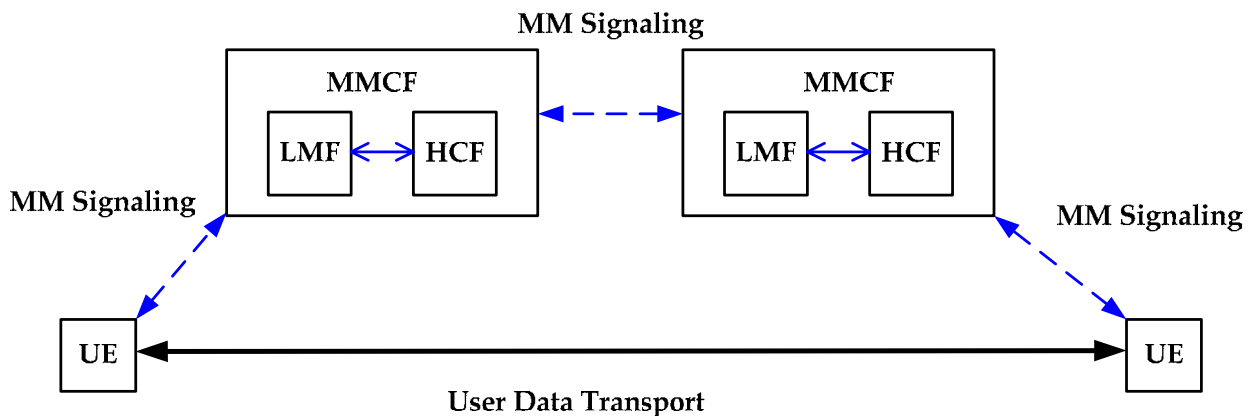 MM Signaling
MMCF
MMCF
LMF
HCF
LMF
HCF
MM Signaling
MM Signaling
UE
UE
User Data Transport